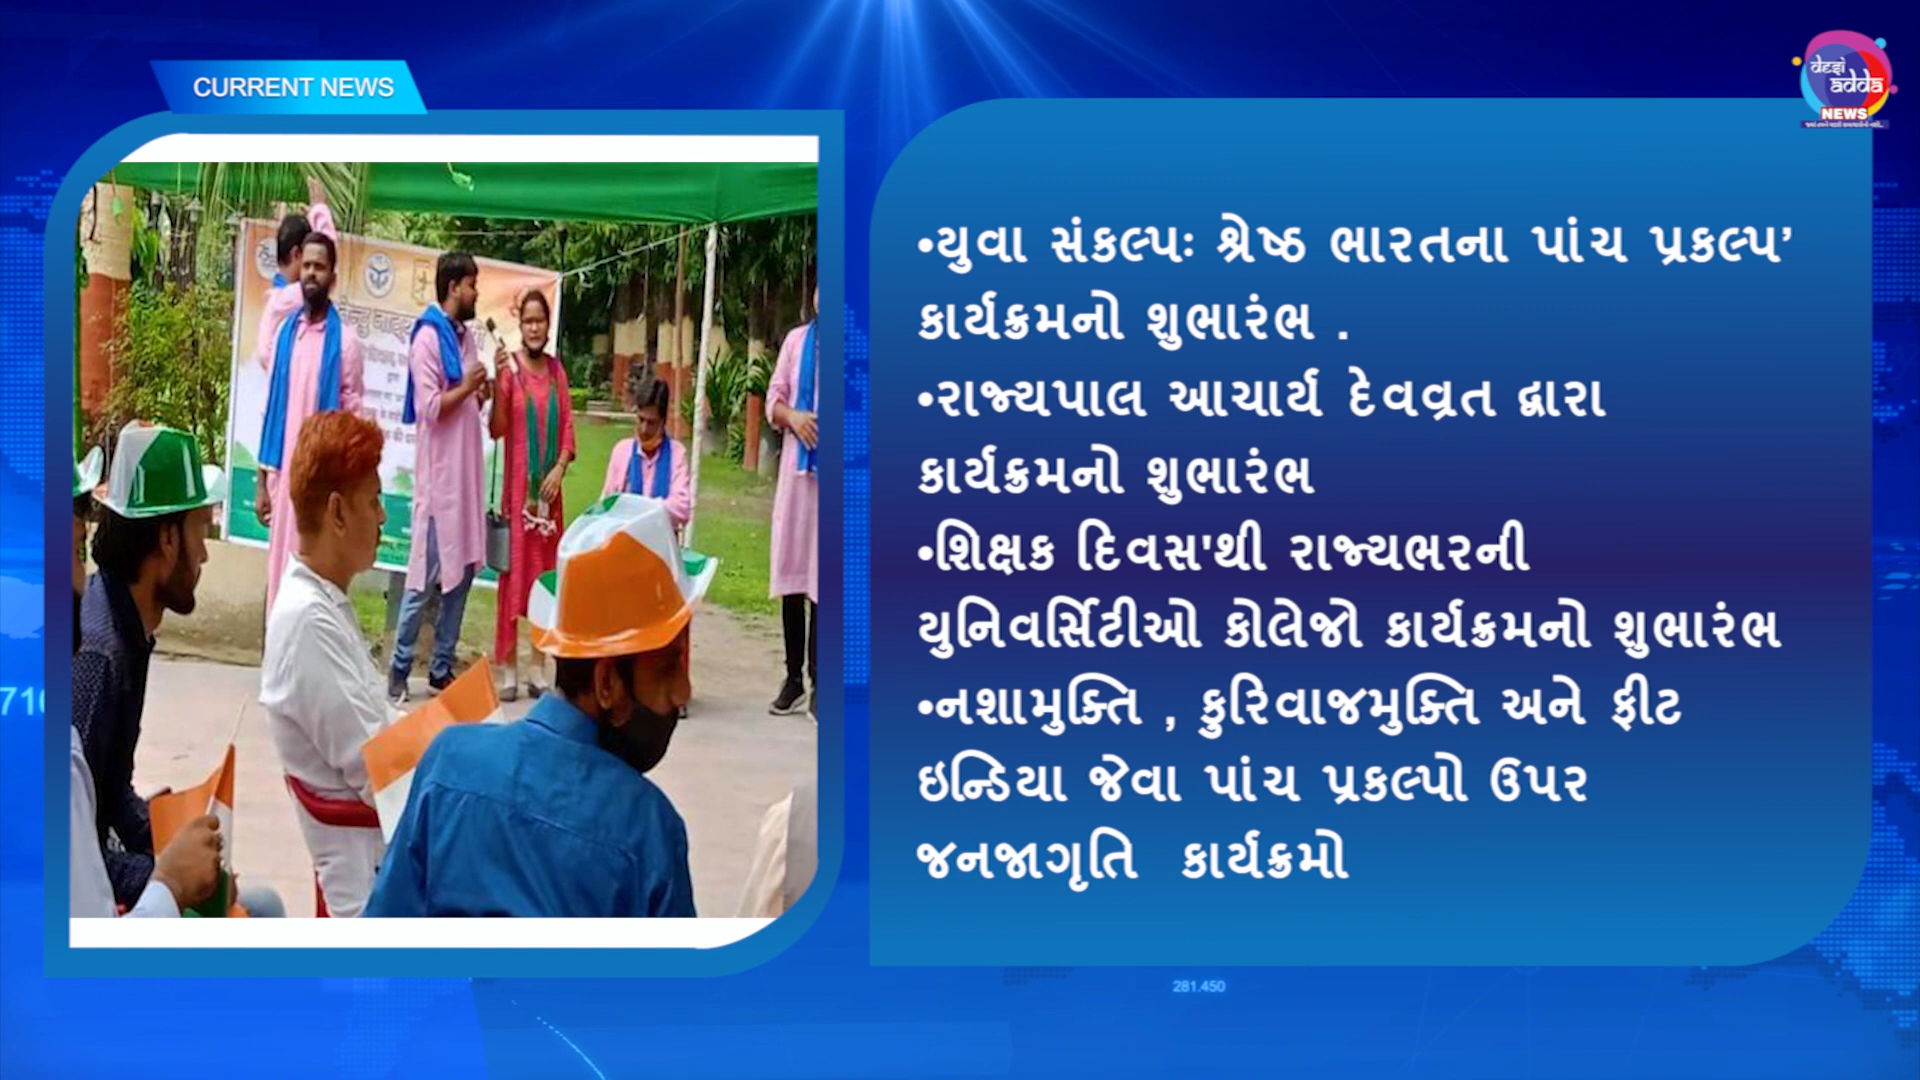 CURRENT NEWS
desi
adda
NEWS
•યુવા સંકલ્પઃ શ્રેષ્ઠ ભારતના પાંચ પ્રકલ્પ’
કાર્યક્રમનો શુભારંભ .
•રાજ્યપાલ આચાર્ય દેવવ્રત દ્વારા
કાર્યક્રમનો શુભારંભ
•શિક્ષક દિવસ'થી રાજ્યભરની
યુનિવર્સિટીઓ કોલેજો કાર્યક્રમનો શુભારંભ
•નશામુક્તિ , કુરિવાજમુક્તિ અને ફીટ
ઇન્ડિયા જેવા પાંચ પ્રકલ્પો ઉપર
જનજાગૃતિ કાર્યક્રમો
281.450